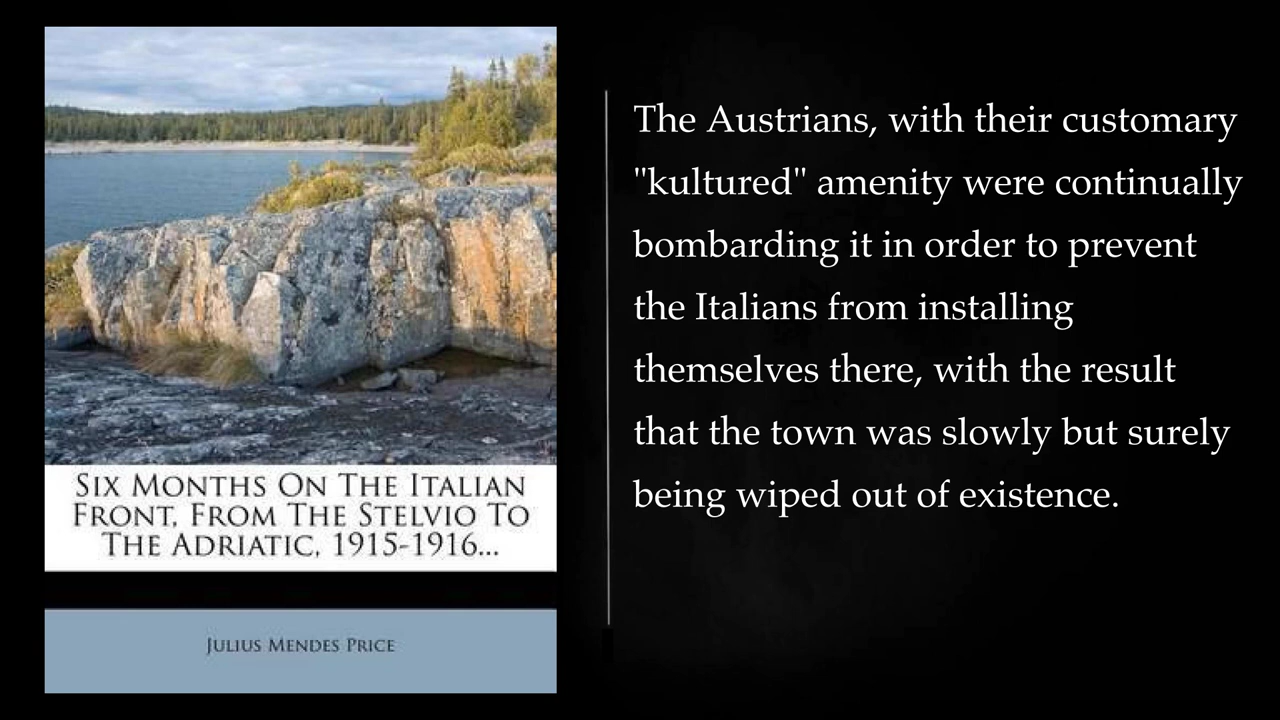 SIX MONTHS ON THE ITALIAN
FRONT, FROM THE STELVIO TO
THE ADRIATIC, 1915-1916...
JULIUS MENDES PRICE
The Austrians, with their customary
"kultured" amenity were continually
bombarding it in order to prevent
the Italians from installing
themselves there, with the result
that the town was slowly but surely
being wiped out of existence.